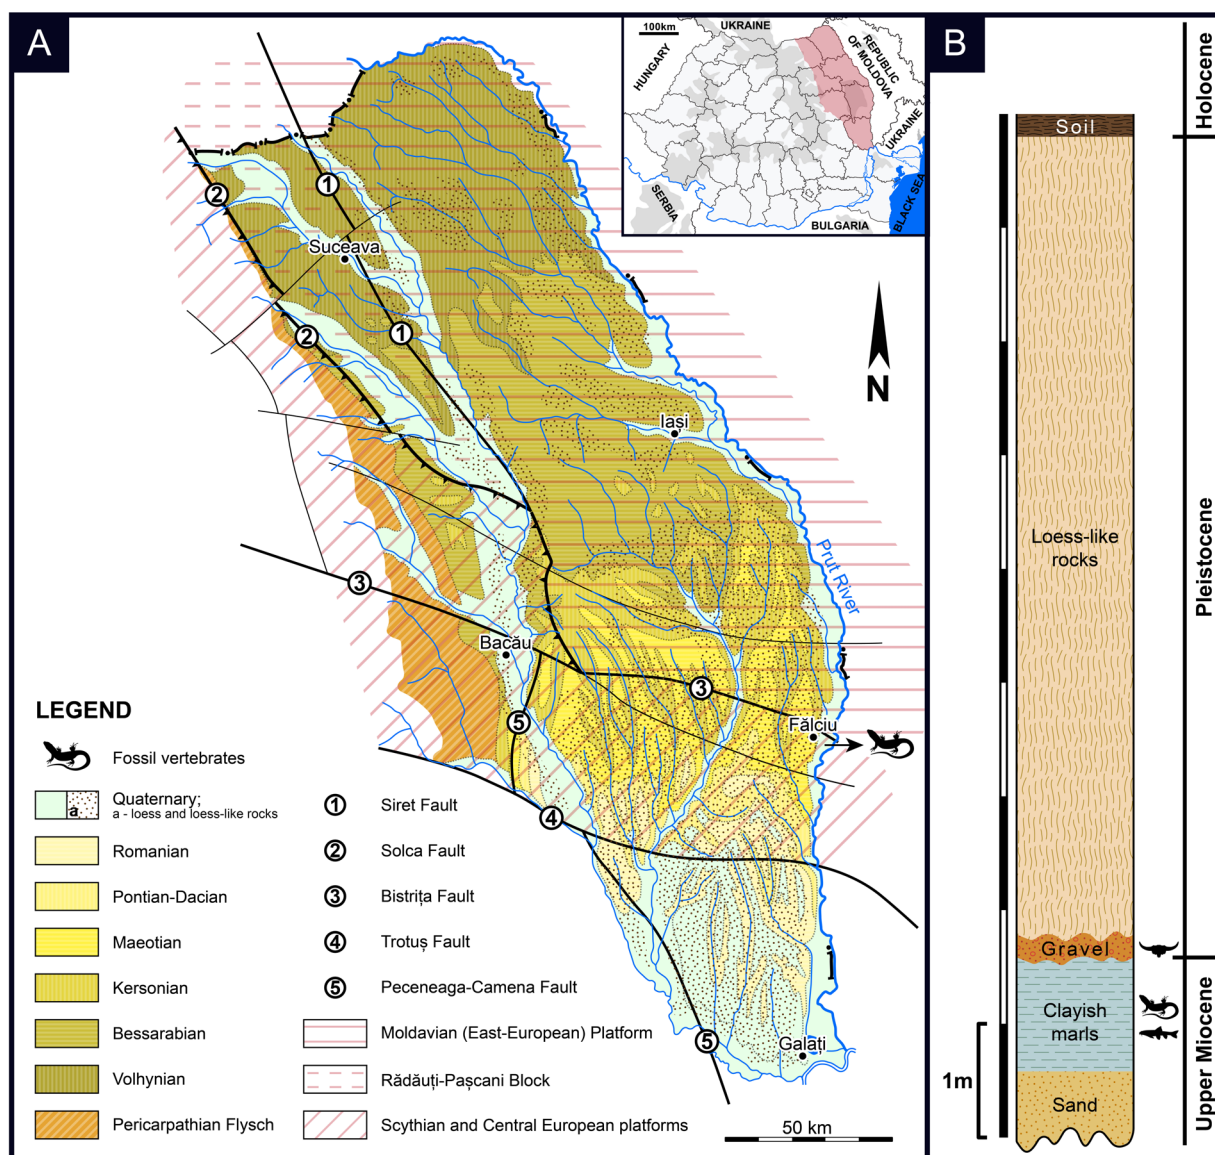 A
100km
UKRAINE
HUNGARY
REPUBLIC
OF MOLDOVA
UKRAINE
SERBIA
BULGARIA
BLACK SEA
1
2
Suceava
2
1
N
Iași
Prut River
3
Bacău
3
5
Fălciu
4
5
Galați
LEGEND
Fossil vertebrates
Quaternary;
a - loess and loess-like rocks
a
Romanian
Pontian-Dacian
Maeotian
Kersonian
Bessarabian
Volhynian
Pericarpathian Flysch
1 Siret Fault
2 Solca Fault
3 Bistrița Fault
4 Trotuș Fault
5 Peceneaga-Camena Fault
Moldavian (East-European) Platform
Rădăuți-Pașcani Block
Scythian and Central European platforms
50 km
B
Soil
Loess-like
rocks
Gravel
Clayish
marls
Sand
1m
Holocene
Pleistocene
Upper Miocene